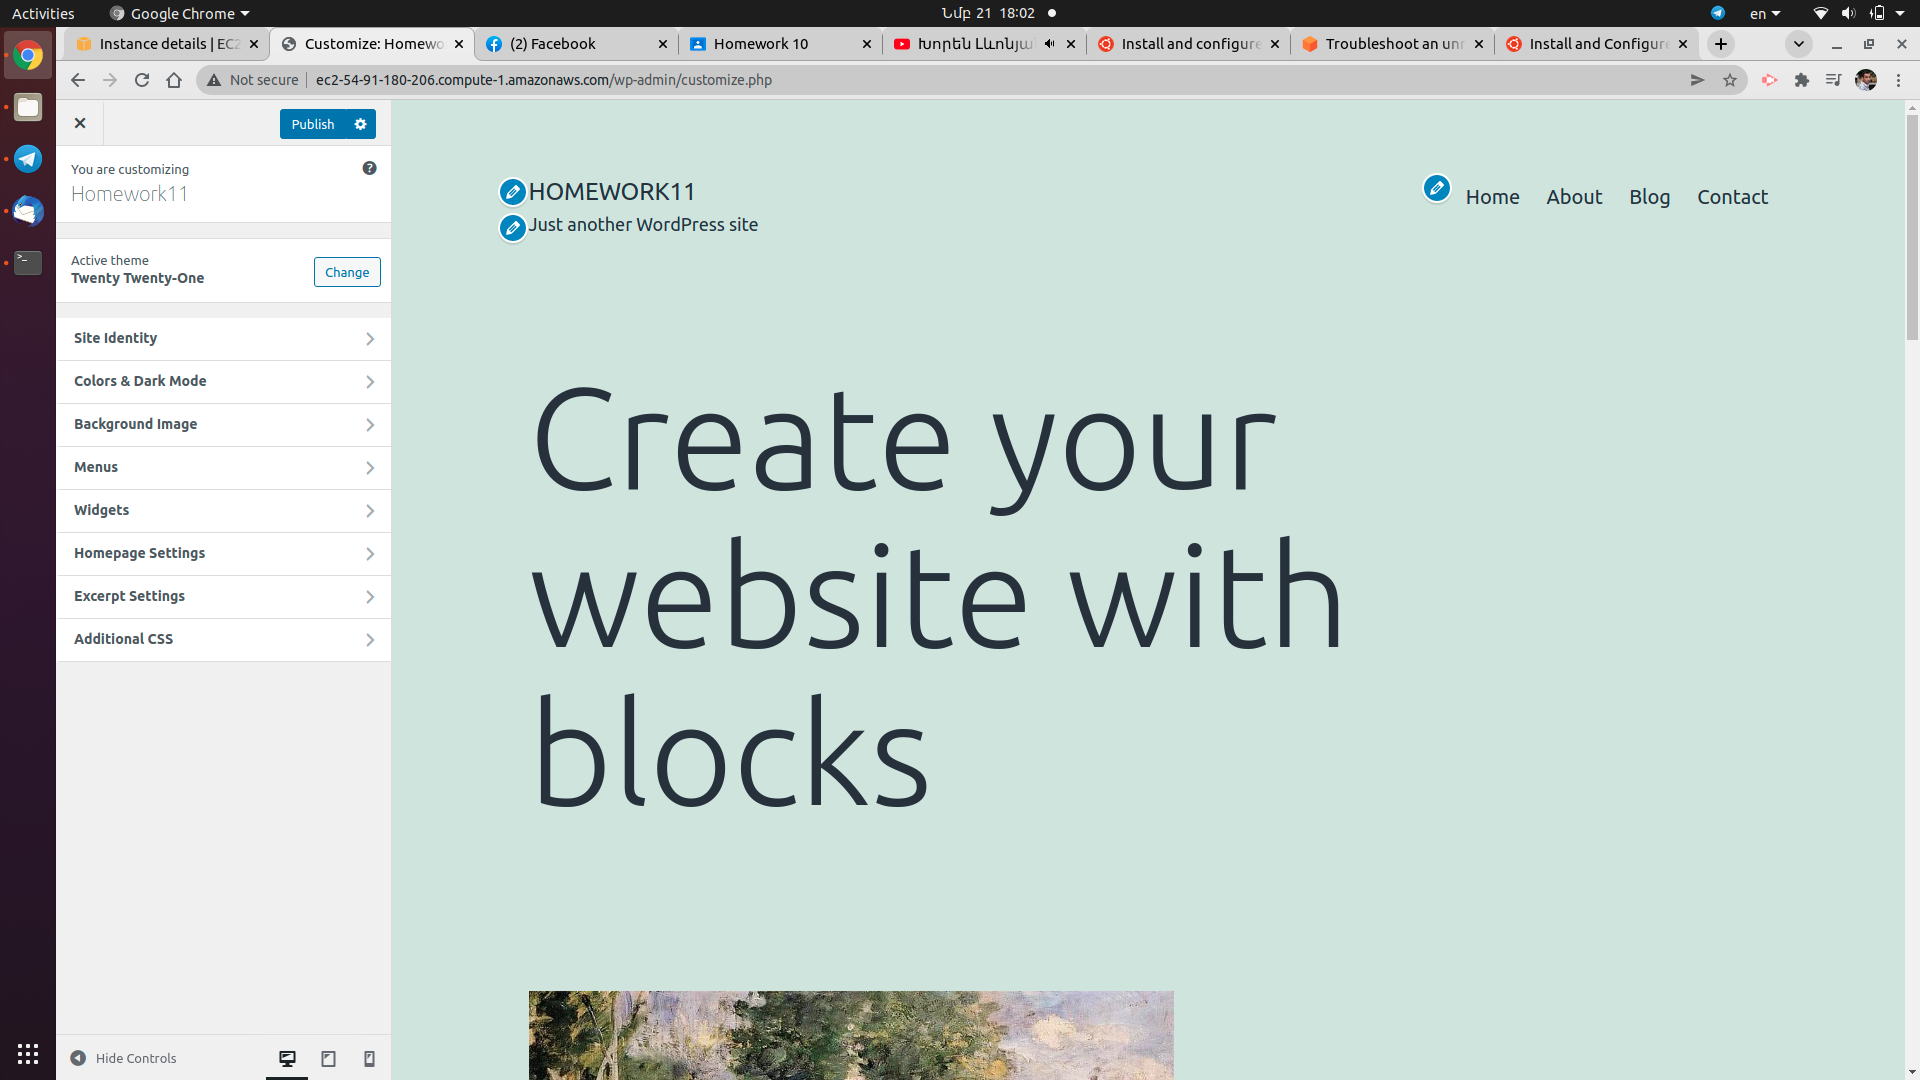 Activities
Google Chrome
Նմբ 21 18:02
en
Instance details | EC2
Customize: Homewo
(2) Facebook
Homework 10
Խորեն Լևոնյա
Install and configure
Troubleshoot an unr
Install and Configure
Not secure
ec2-54-91-180-206.compute-1.amazonaws.com/wp-admin/customize.php
Publish
You are customizing
Homework11
Active theme
Twenty Twenty-One
Change
Site Identity
Colors & Dark Mode
Background Image
Menus
Widgets
Homepage Settings
Excerpt Settings
Additional CSS
Hide Controls
HOMEWORK11
Just another WordPress site
Home About Blog Contact
Create your
website with
blocks